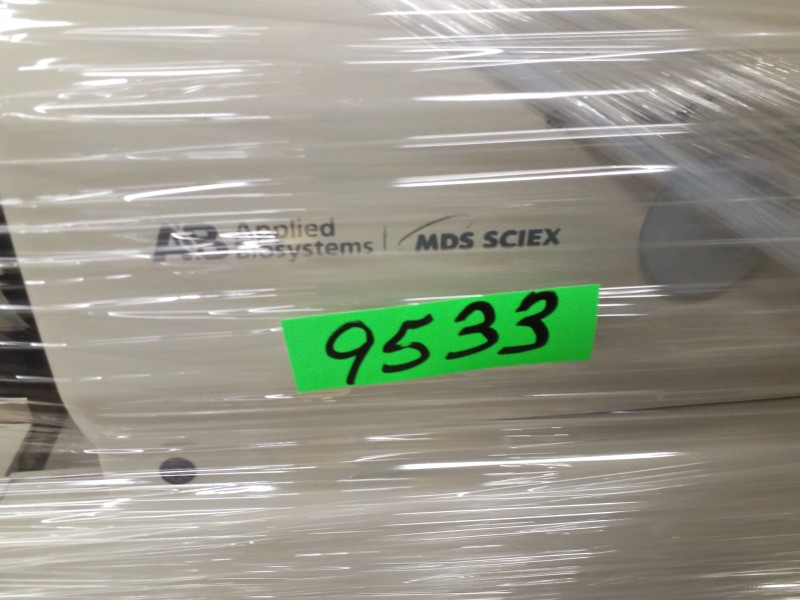 AB Applied Biosystems | MDS SCIEX
9533